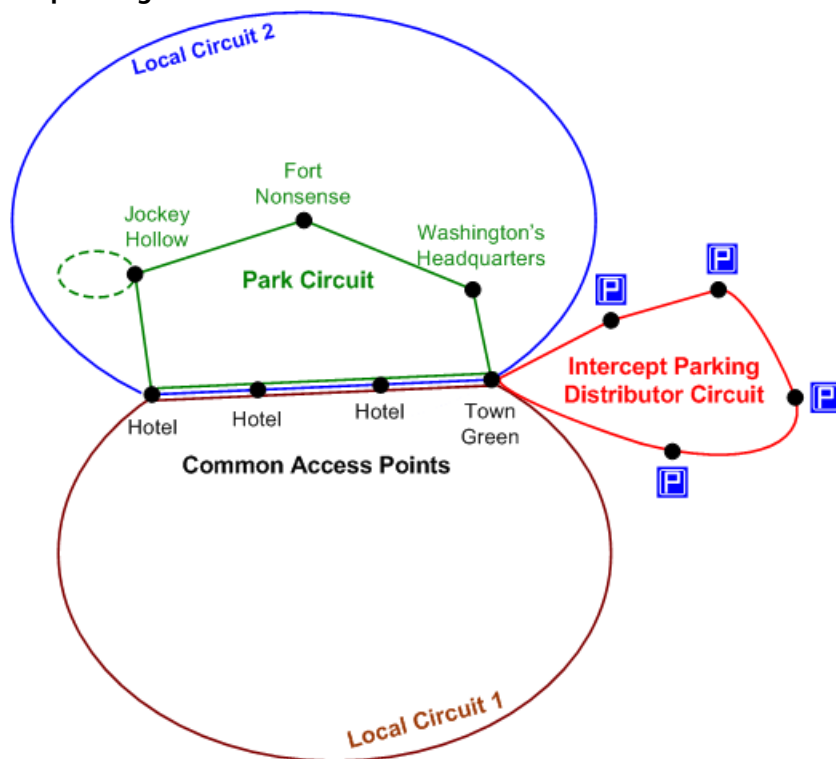 Local Circuit 2
Fort
Nonsense
Jockey
Hollow
Washington's
Headquarters
Park Circuit
P
P
Intercept Parking
Distributor Circuit
P
Hotel
Hotel
Hotel
Town
Green
Common Access Points
P
Local Circuit 1